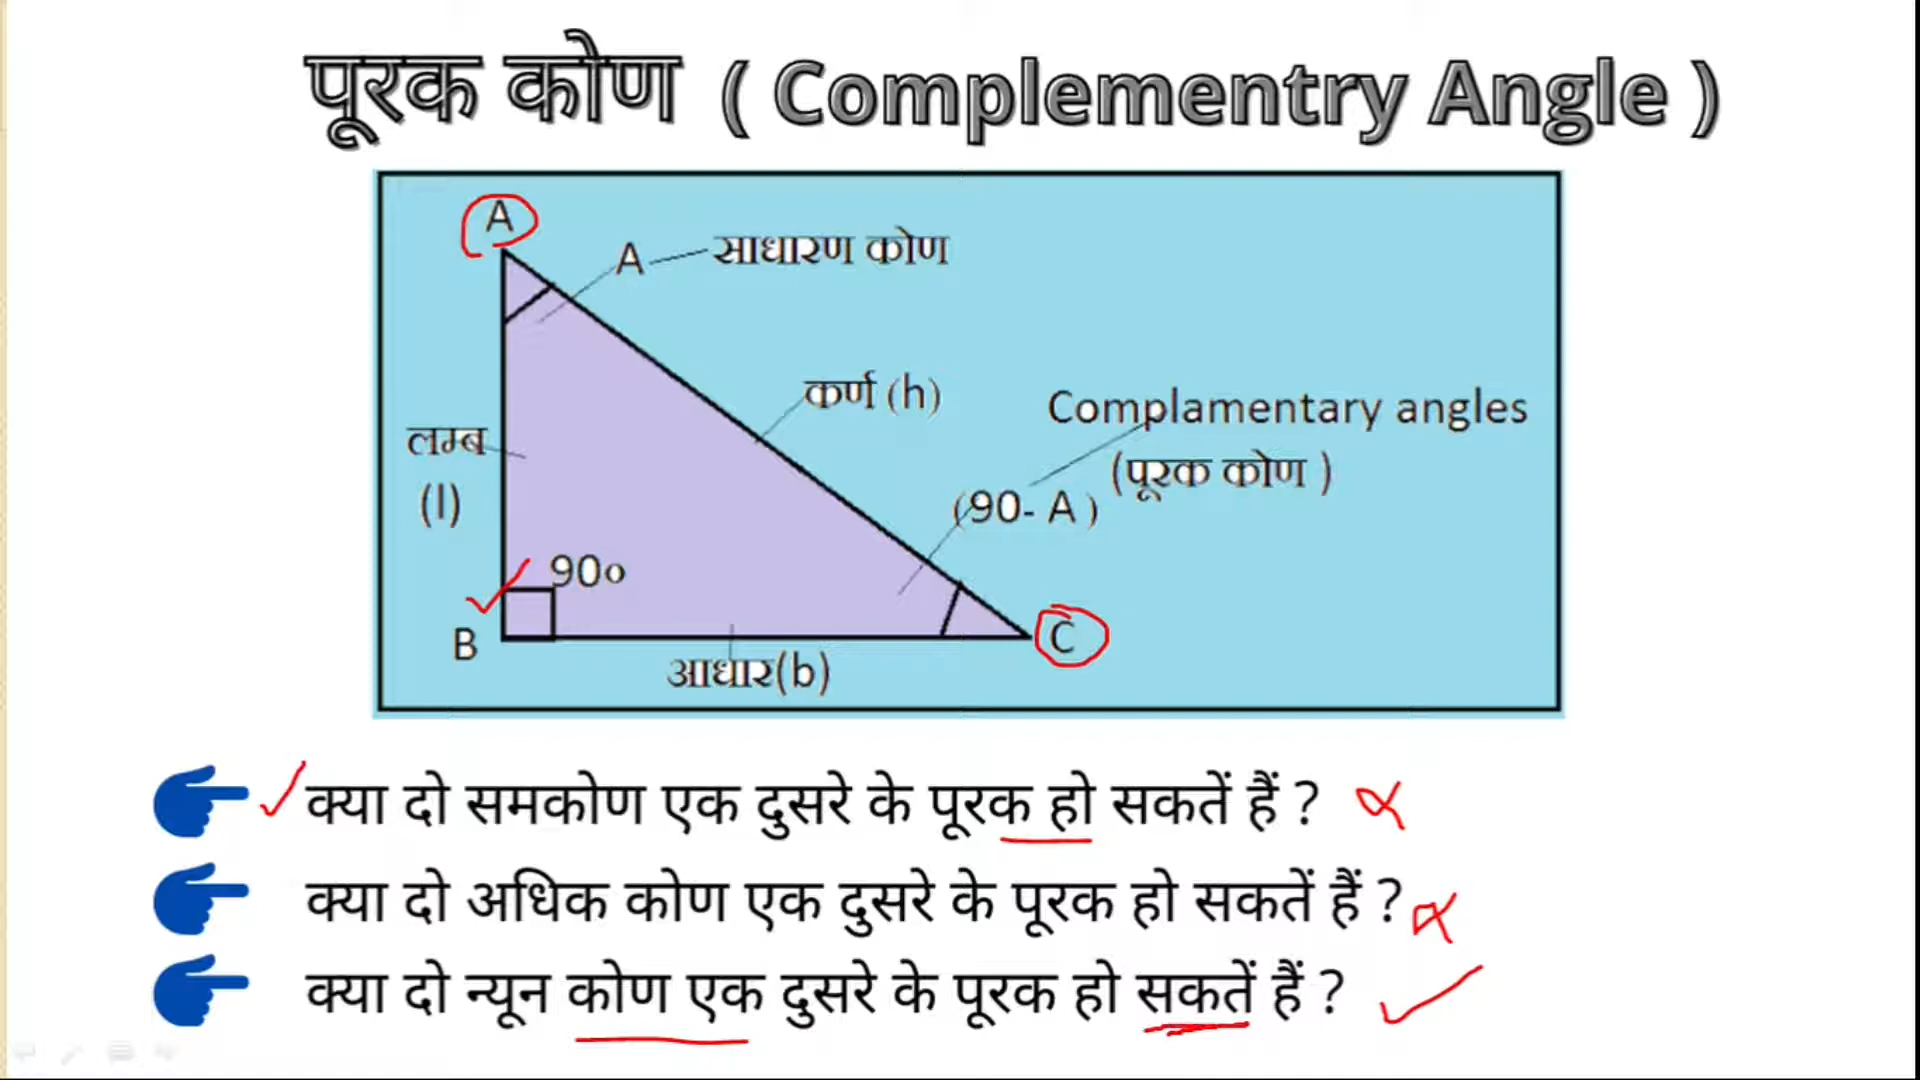 पूरक कोण ( Complementry Angle )
A
A साधारण कोण
कर्ण (h)
Complamentary angles
(पूरक कोण )
लम्ब
(l)
(90- A )
90०
B
C
आधार(b)
क्या दो समकोण एक दुसरे के पूरक हो सकतें हैं ?
क्या दो अधिक कोण एक दुसरे के पूरक हो सकतें हैं ?
क्या दो न्यून कोण एक दुसरे के पूरक हो सकतें हैं ?